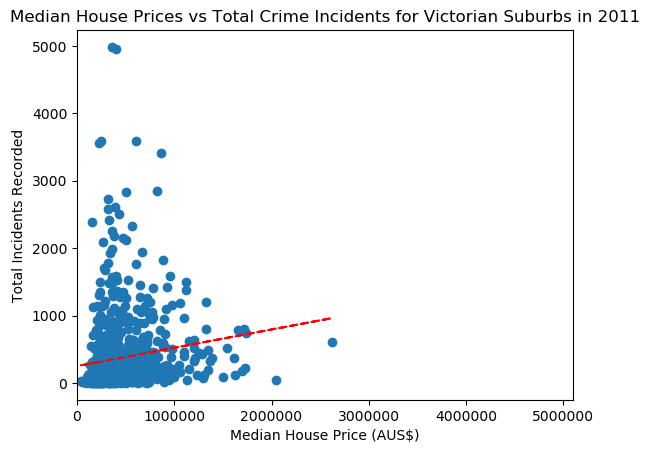 Median House Prices vs Total Crime Incidents for Victorian Suburbs in 2011
5000
4000
3000
2000
1000
0
Total Incidents Recorded
0 1000000 2000000 3000000 4000000 5000000
Median House Price (AUS$)